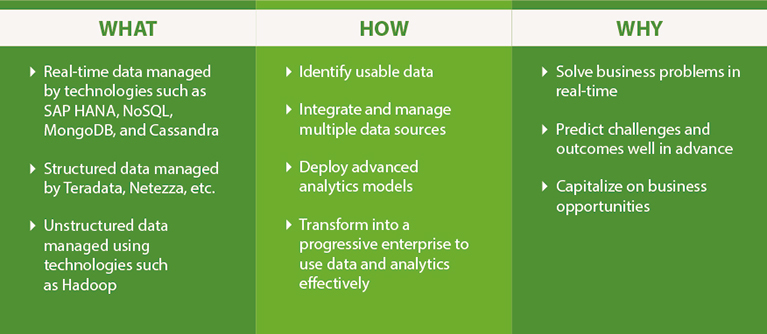 WHAT
Real-time data managed
by technologies such as
SAP HANA, NoSQL,
MongoDB, and Cassandra
Structured data managed
by Teradata, Netezza, etc.
Unstructured data
managed using
technologies such
as Hadoop
HOW
Identify usable data
Integrate and manage
multiple data sources
Deploy advanced
analytics models
Transform into a
progressive enterprise to
use data and analytics
effectively
WHY
Solve business problems in
real-time
Predict challenges and
outcomes well in advance
Capitalize on business
opportunities